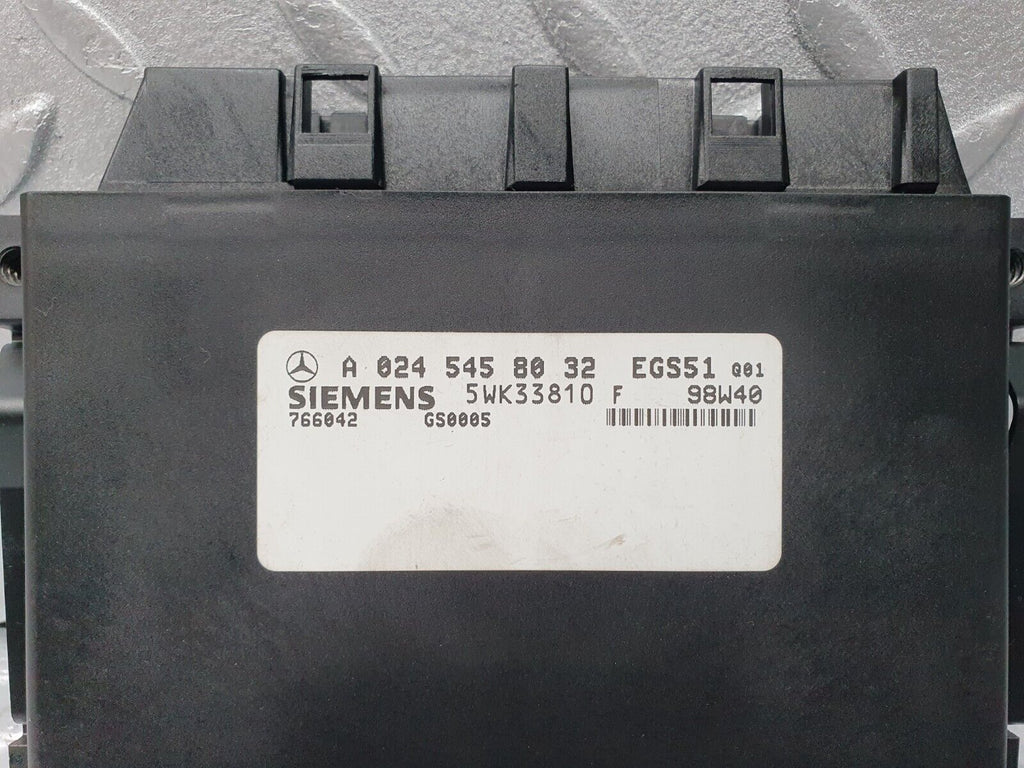 A 024 545 80 32 EGS51 Q01
SIEMENS 5WK33810 F 98W40
766042 GS0005